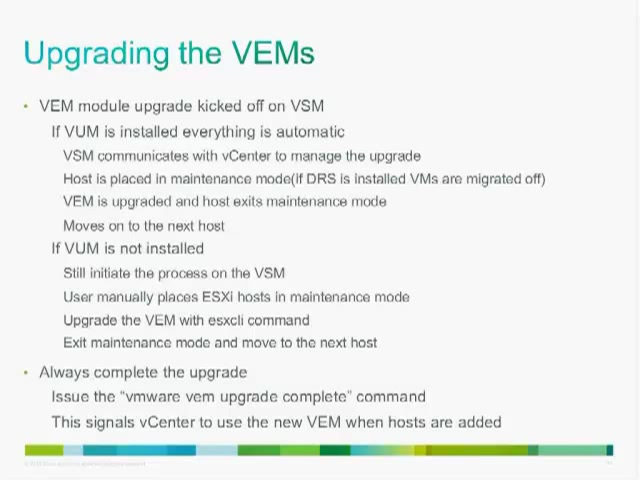 Upgrading the VEMs
• VEM module upgrade kicked off on VSM
If VUM is installed everything is automatic
VSM communicates with vCenter to manage the upgrade
Host is placed in maintenance mode(if DRS is installed VMs are migrated off)
VEM is upgraded and host exits maintenance mode
Moves on to the next host
If VUM is not installed
Still initiate the process on the VSM
User manually places ESXi hosts in maintenance mode
Upgrade the VEM with esxcli command
Exit maintenance mode and move to the next host
• Always complete the upgrade
Issue the “vmware vem upgrade complete” command
This signals vCenter to use the new VEM when hosts are added